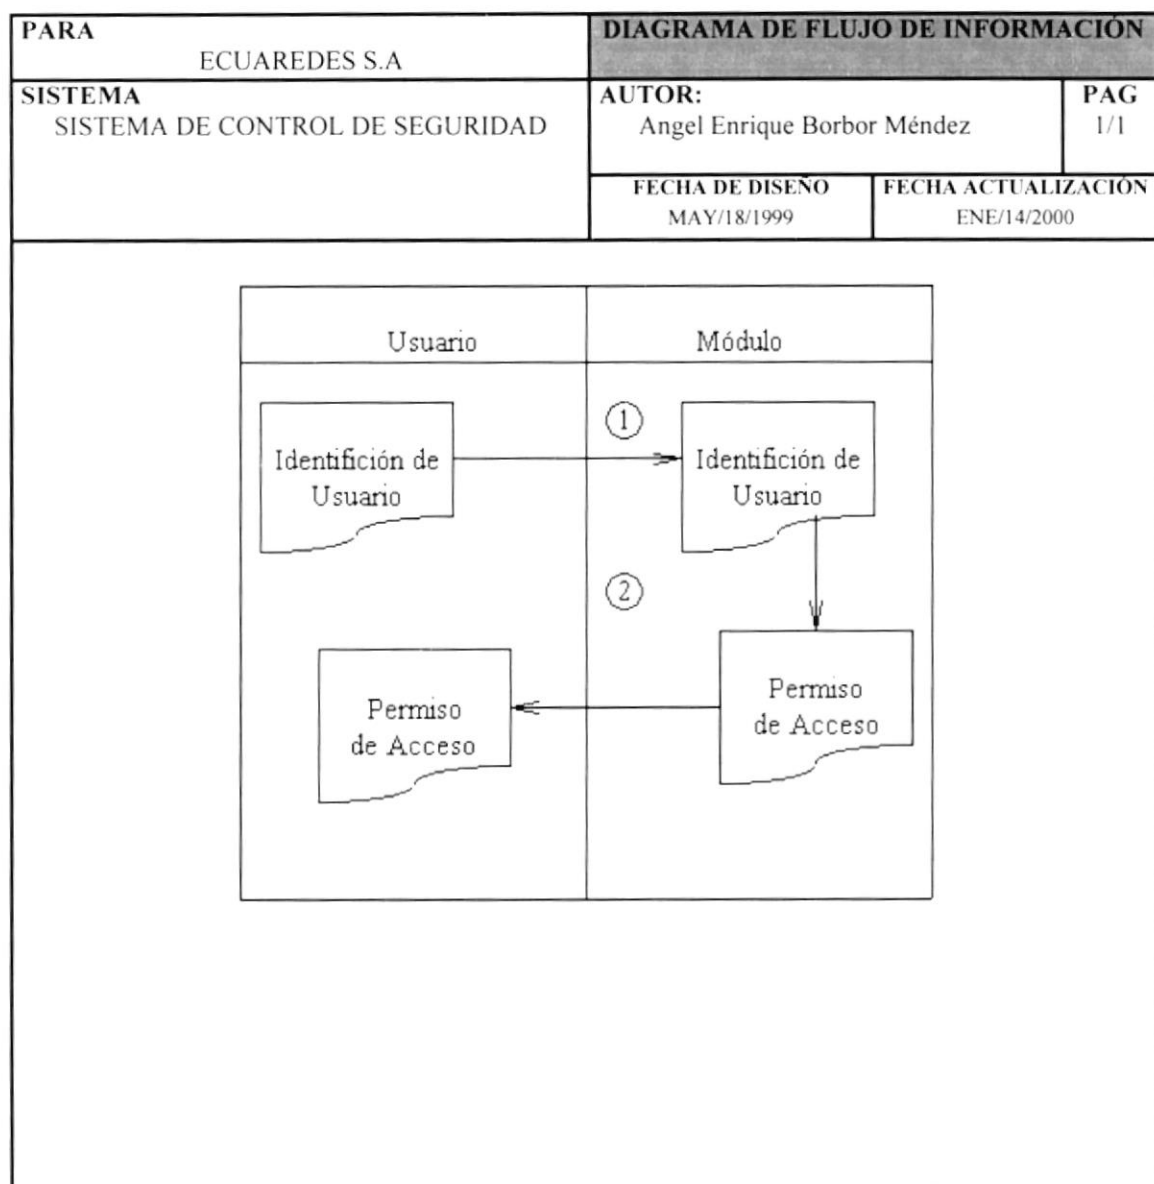 PARA
ECUAREDES S.A
DIAGRAMA DE FLUJO DE INFORMACIÓN
SISTEMA
SISTEMA DE CONTROL DE SEGURIDAD
AUTOR:
Angel Enrique Borbor Méndez
PAG
1/1
FECHA DE DISEÑO
MAY/18/1999
FECHA ACTUALIZACIÓN
ENE/14/2000
Usuario
Módulo
Identifición de
Usuario
1
Identifición de
Usuario
2
Permiso
de Acceso
Permiso
de Acceso